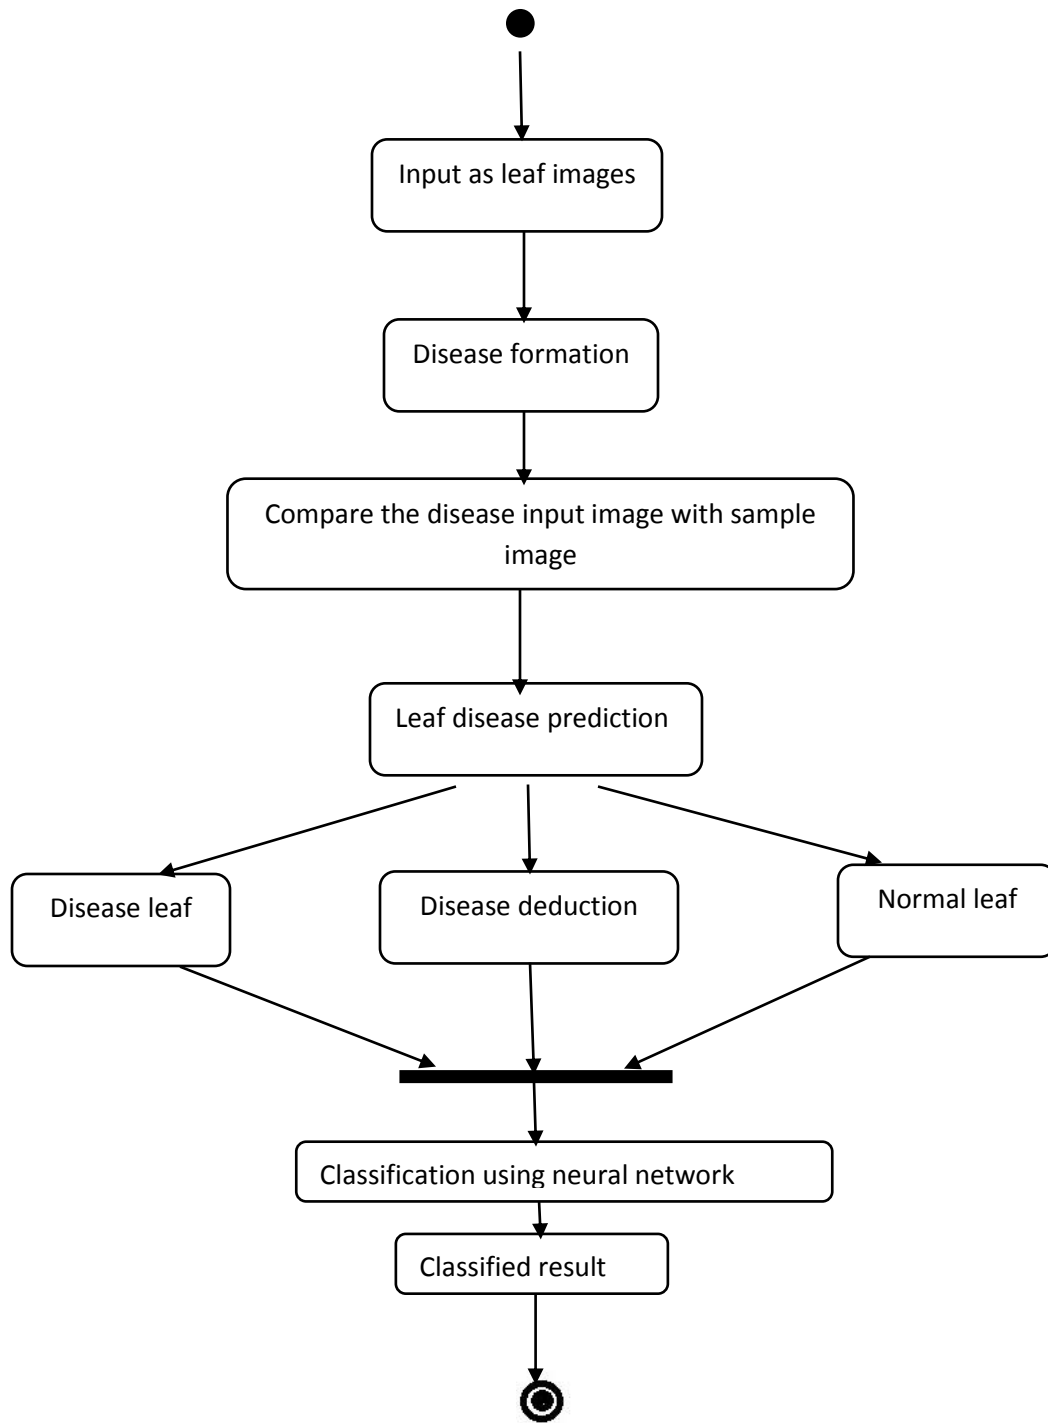 Input as leaf images
Disease formation
Compare the disease input image with sample
image
Leaf disease prediction
Disease leaf
Disease deduction
Normal leaf
Classification using neural network
Classified result